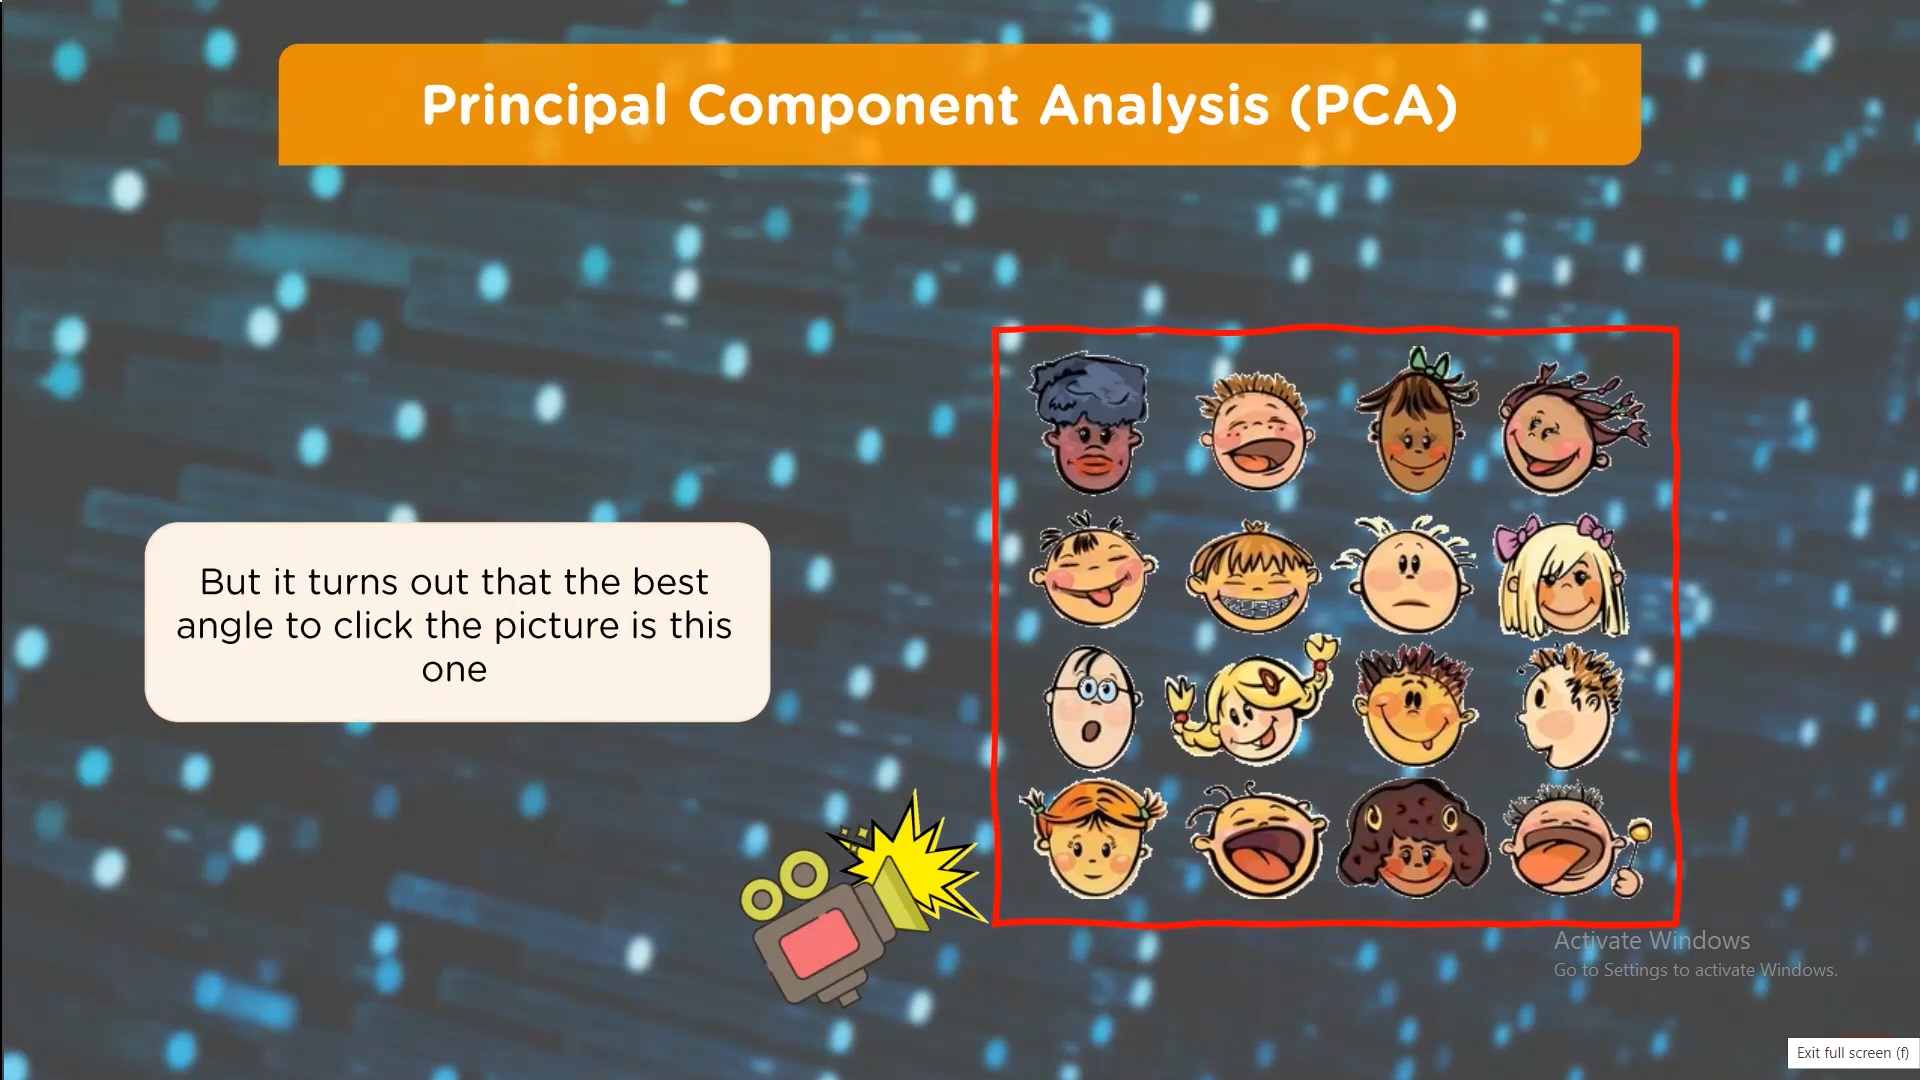 Principal Component Analysis (PCA)
But it turns out that the best
angle to click the picture is this
one
Activate Windows
Go to Settings to activate Windows.
Exit full screen (f)